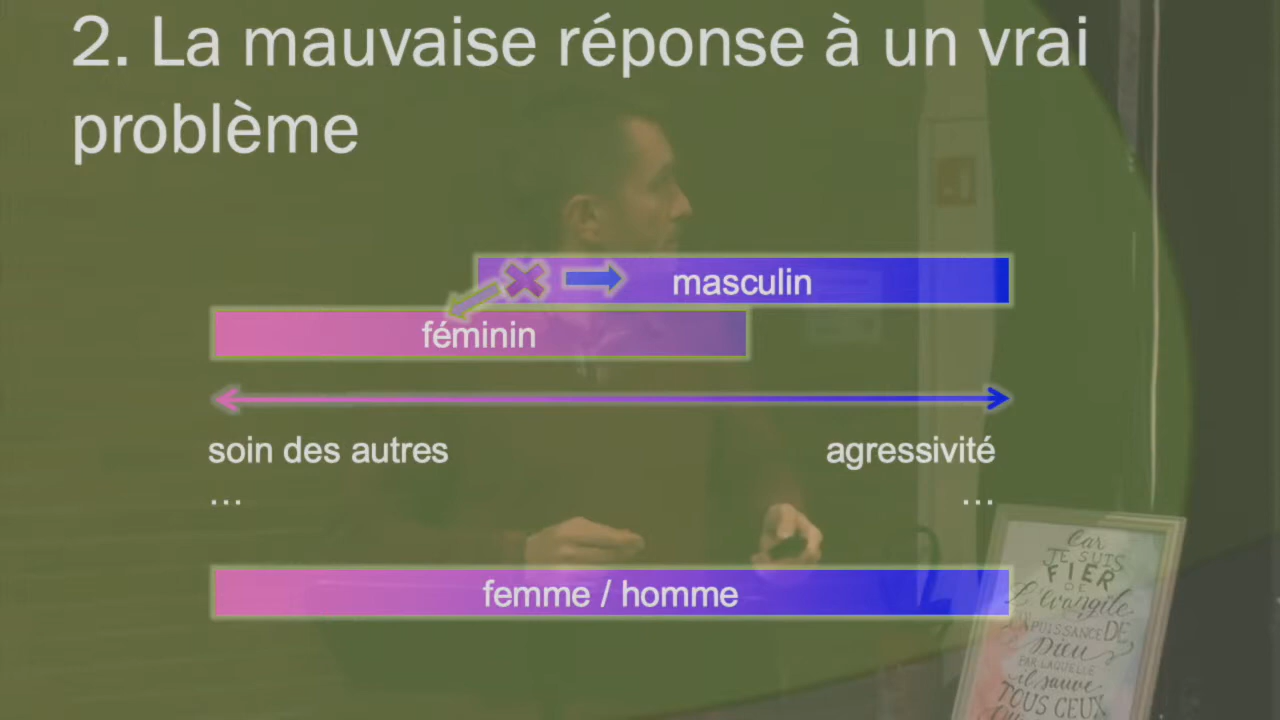 2. La mauvaise réponse à un vrai
problème
masculin
féminin
soin des autres
agressivité
...
...
femme / homme
Car
JE SUIS
FIER
DE
L'évangile
PUISSANCE DE
Dieu
PAR LAQUELLE
il sauve
TOUS CEUX